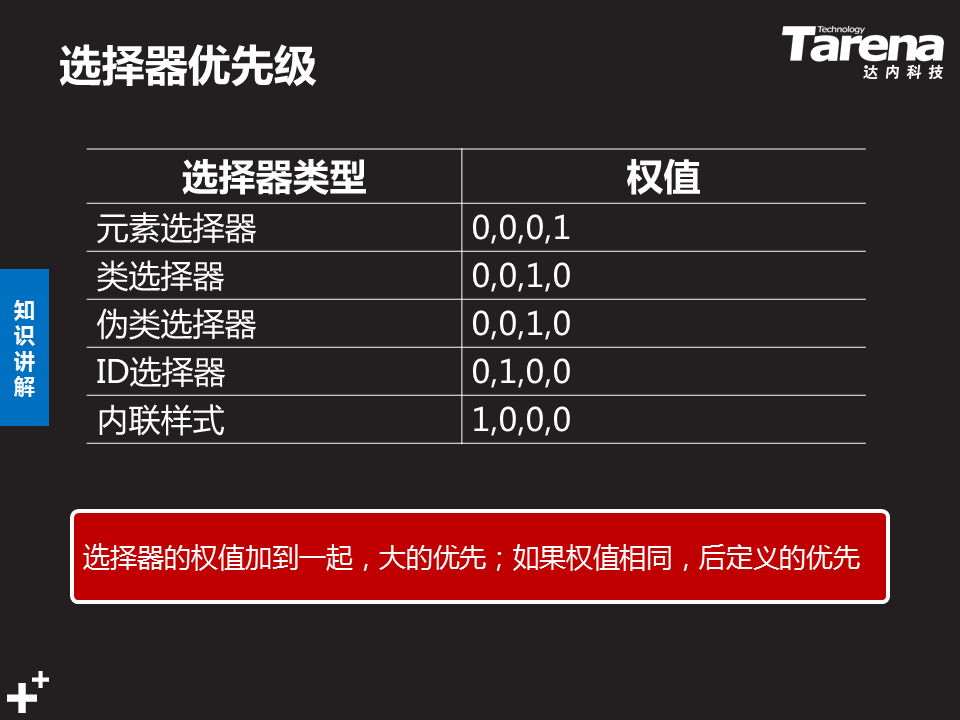 选择器优先级
Technology
Tarena
达内科技
选择器类型 权值
元素选择器 0,0,0,1
类选择器 0,0,1,0
伪类选择器 0,0,1,0
ID选择器 0,1,0,0
内联样式 1,0,0,0
知识讲解
选择器的权值加到一起，大的优先；如果权值相同，后定义的优先